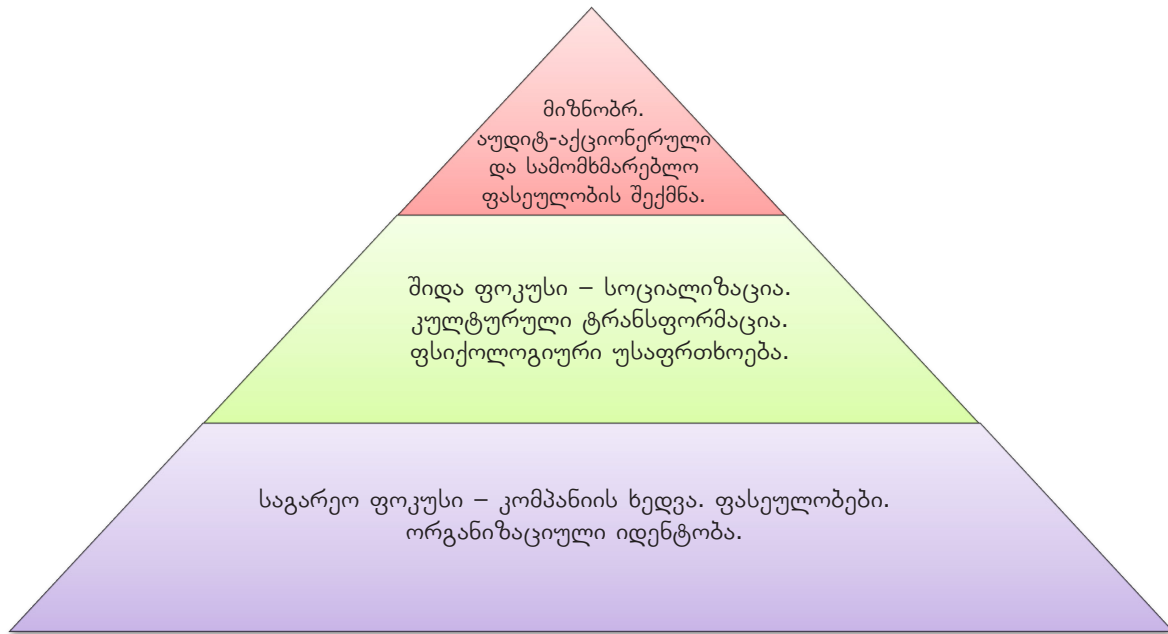 მიზნობრ.
აუდიტ-აქციონერული
და სამომხმარებლო
ფასეულობის შექმნა.
შიდა ფოკუსი – სოციალიზაცია.
კულტურული ტრანსფორმაცია.
ფსიქოლოგიური უსაფრთხოება.
საგარეო ფოკუსი – კომპანიის ხედვა. ფასეულობები.
ორგანიზაციული იდენტობა.